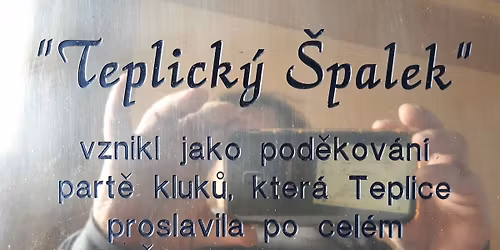 "Teplický Špalek"
vznikl jako poděkování
partě kluků, která Teplice
proslavila po celém